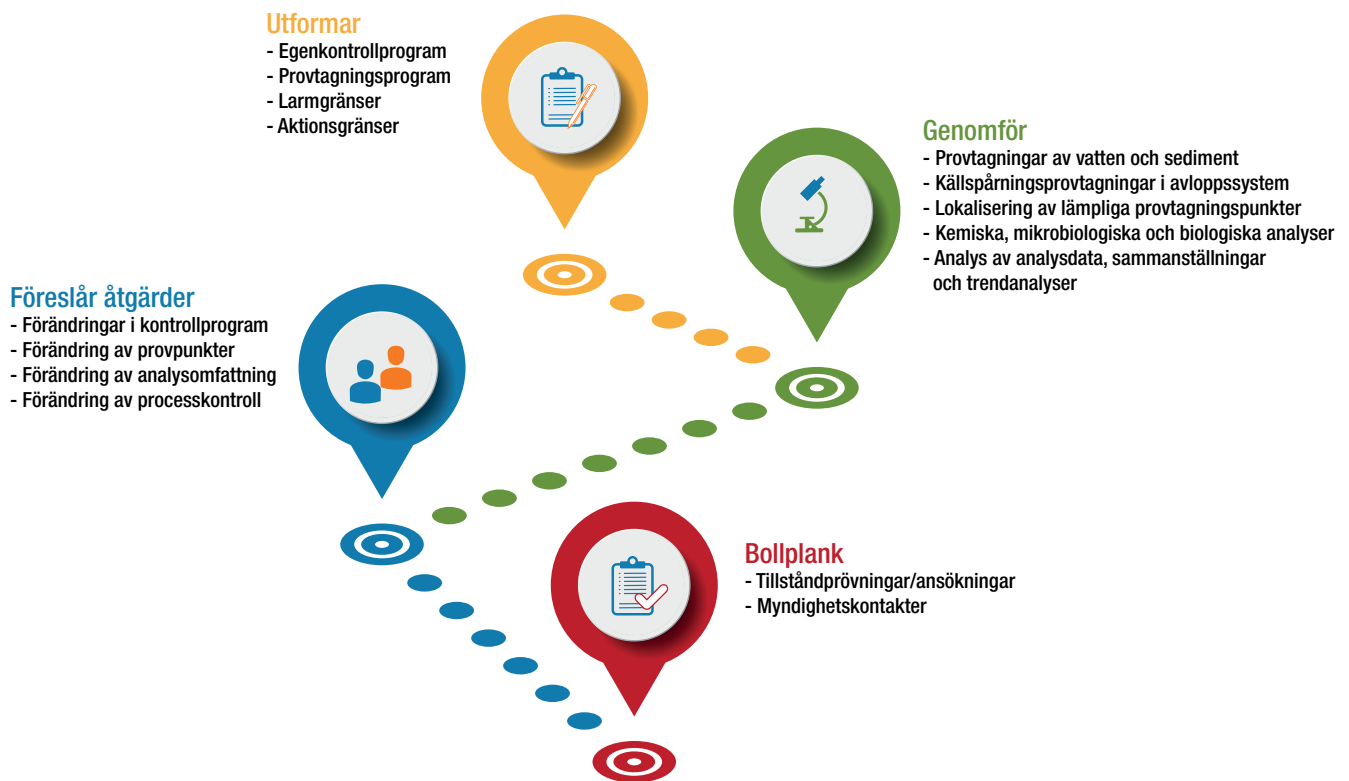 Utformar
- Egenkontrollprogram
- Provtagningsprogram
- Larmgränser
- Aktionsgränser
Genomför
- Provtagningar av vatten och sediment
- Källspårningsprovtagningar i avloppssystem
- Lokalisering av lämpliga provtagningspunkter
- Kemiska, mikrobiologiska och biologiska analyser
- Analys av analysdata, sammanställningar
och trendanalyser
Föreslår åtgärder
- Förändringar i kontrollprogram
- Förändring av provpunkter
- Förändring av analysomfattning
- Förändring av processkontroll
Bollplank
- Tillståndprövningar/ansökningar
- Myndighetskontakter